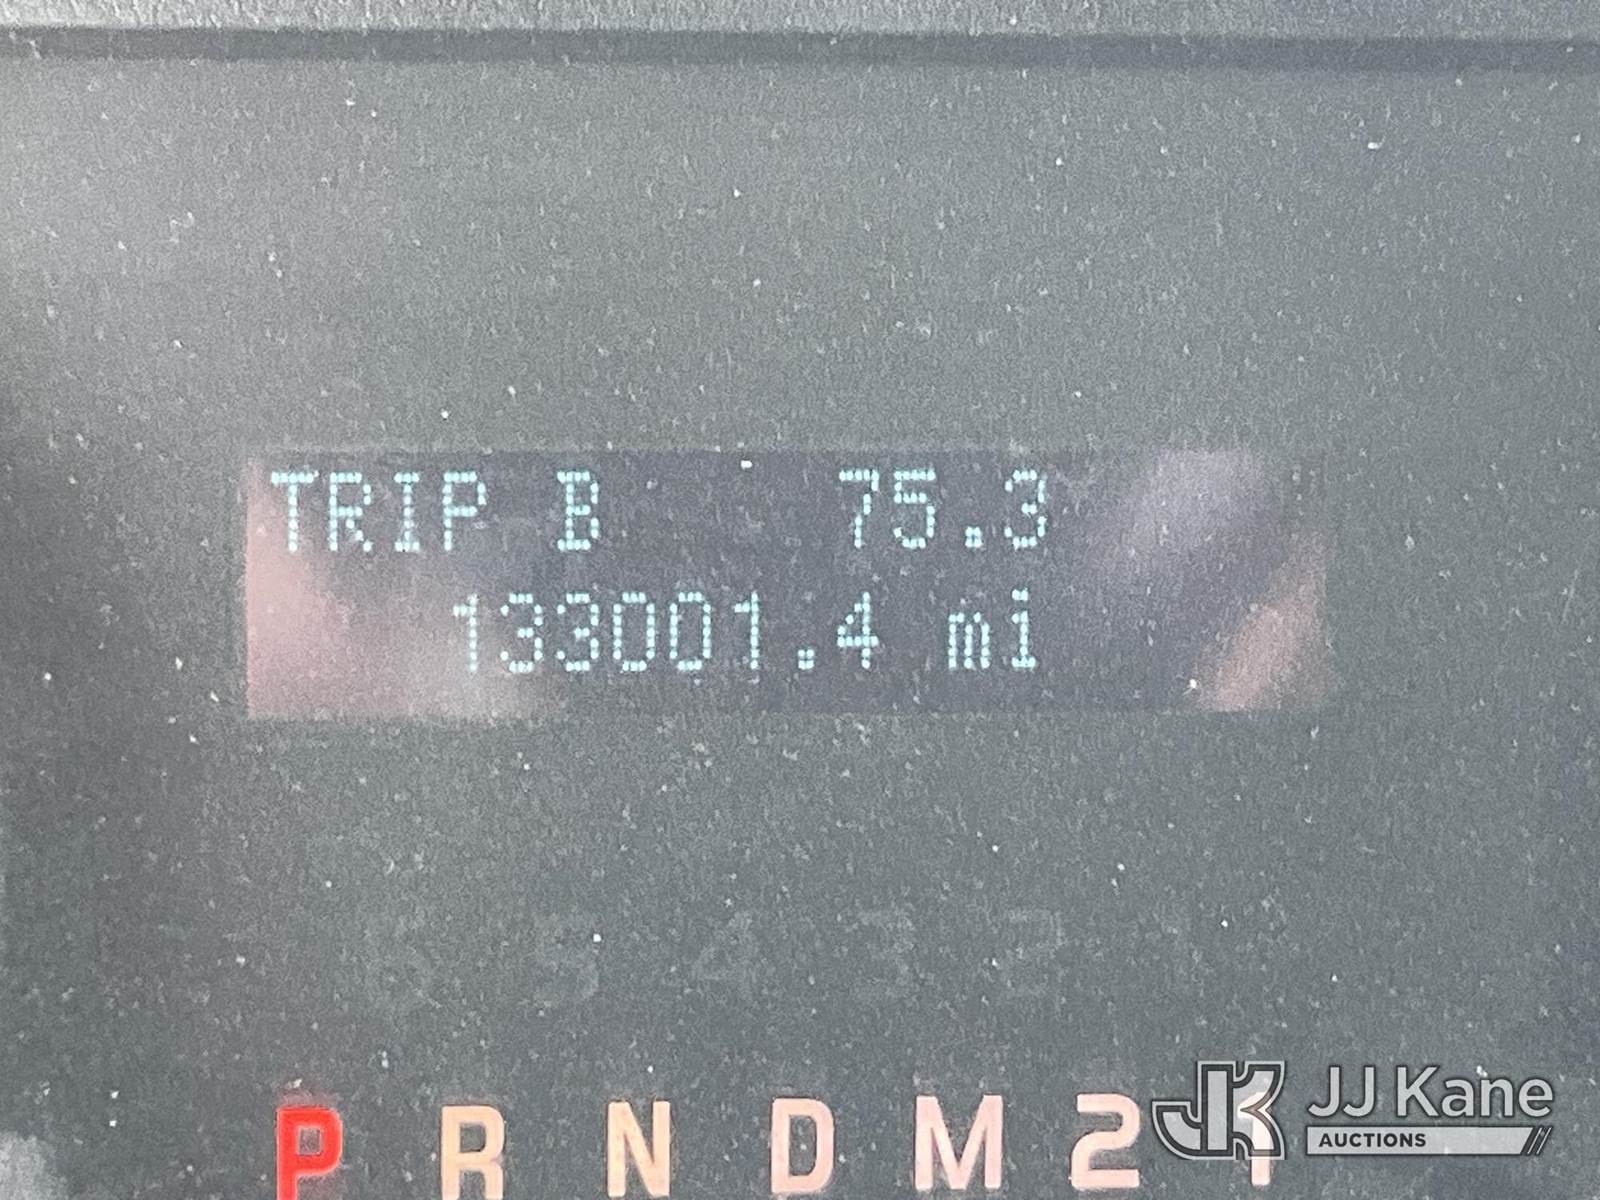 TRIP B 75.3
133001.4 mi
P R N D M 2 1
JJ Kane
AUCTIONS